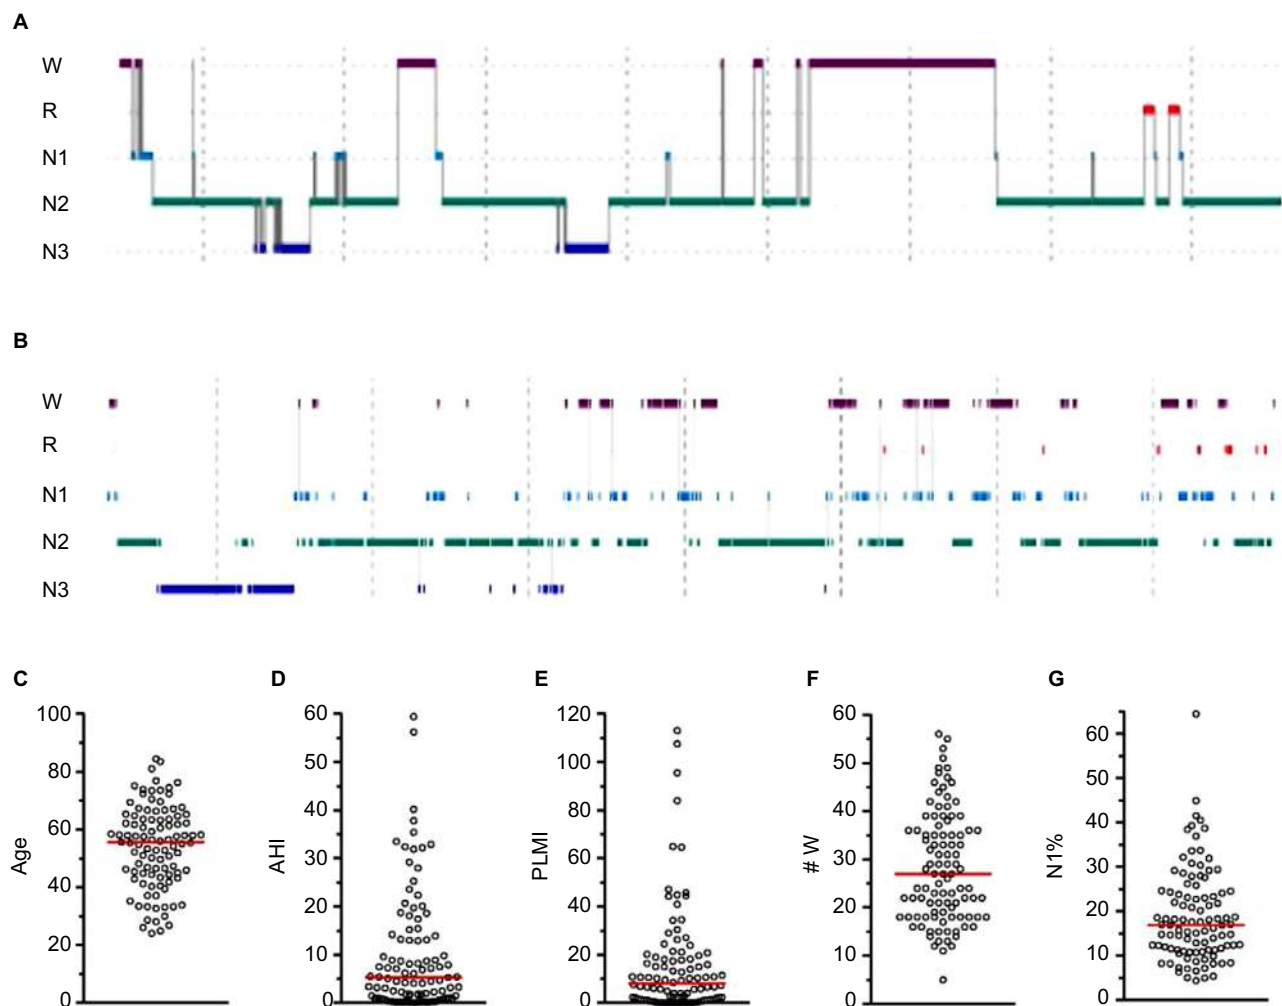 A
W
R
N1
N2
N3
B
W
R
N1
N2
N3
C D E F G
100 60 120 60
60
80 50 100 50
50
40 80 40
60 40
30 60 30
30
40 20 40 20
20
20 10 20 10
10
0 0 0 0 0
Age AHI PLMI # W N1%